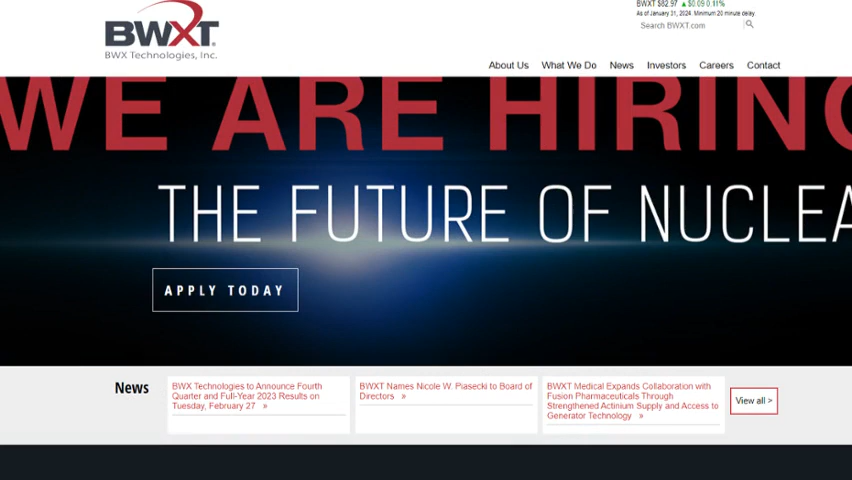 BWXT $82.97 ▲$0.09 0.11%
As of January 31, 2024. Minimum 20 minute delay
Search BWXT.com
BWXT®
BWX Technologies, Inc.
About Us What We Do News Investors Careers Contact
WE ARE HIRING
THE FUTURE OF NUCLEA
APPLY TODAY
News
BWX Technologies to Announce Fourth
Quarter and Full-Year 2023 Results on
Tuesday, February 27 »
BWXT Names Nicole W. Piasecki to Board of
Directors »
BWXT Medical Expands Collaboration with
Fusion Pharmaceuticals Through
Strengthened Actinium Supply and Access to
Generator Technology »
View all >